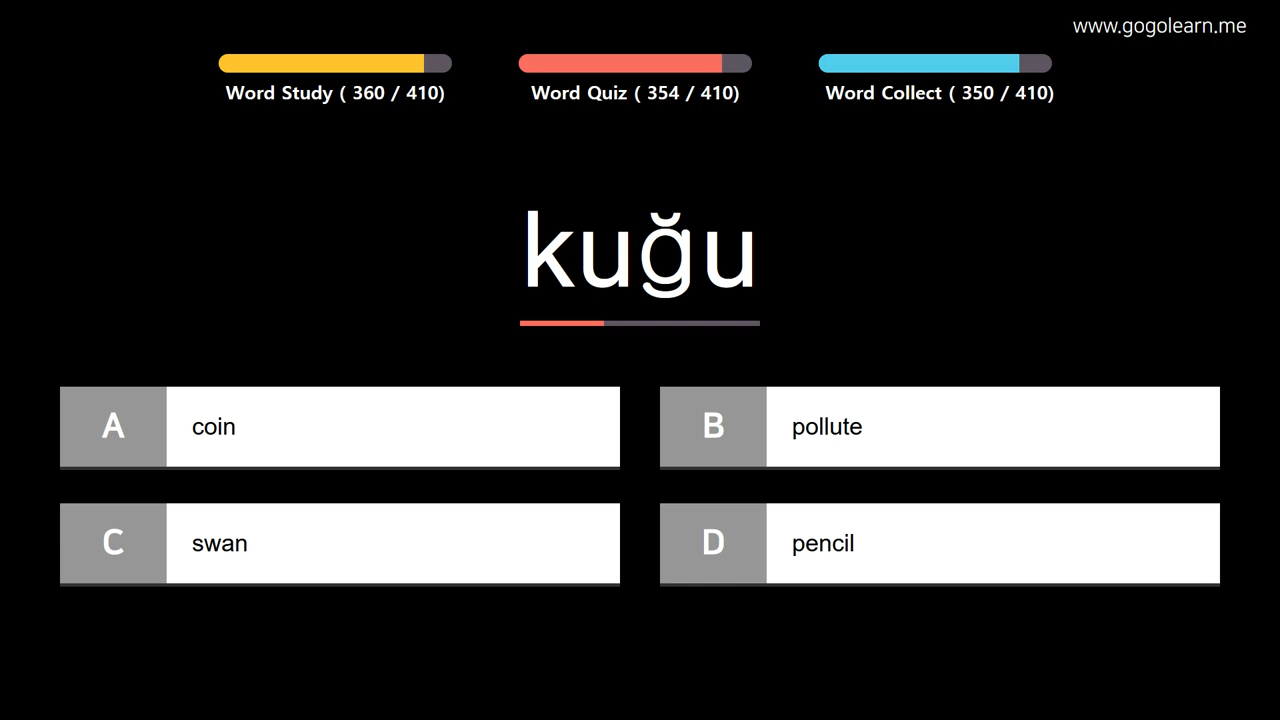 www.gogolearn.me
Word Study ( 360 / 410)
Word Quiz ( 354 / 410)
Word Collect ( 350 / 410)
kuğu
A coin
B pollute
C swan
D pencil